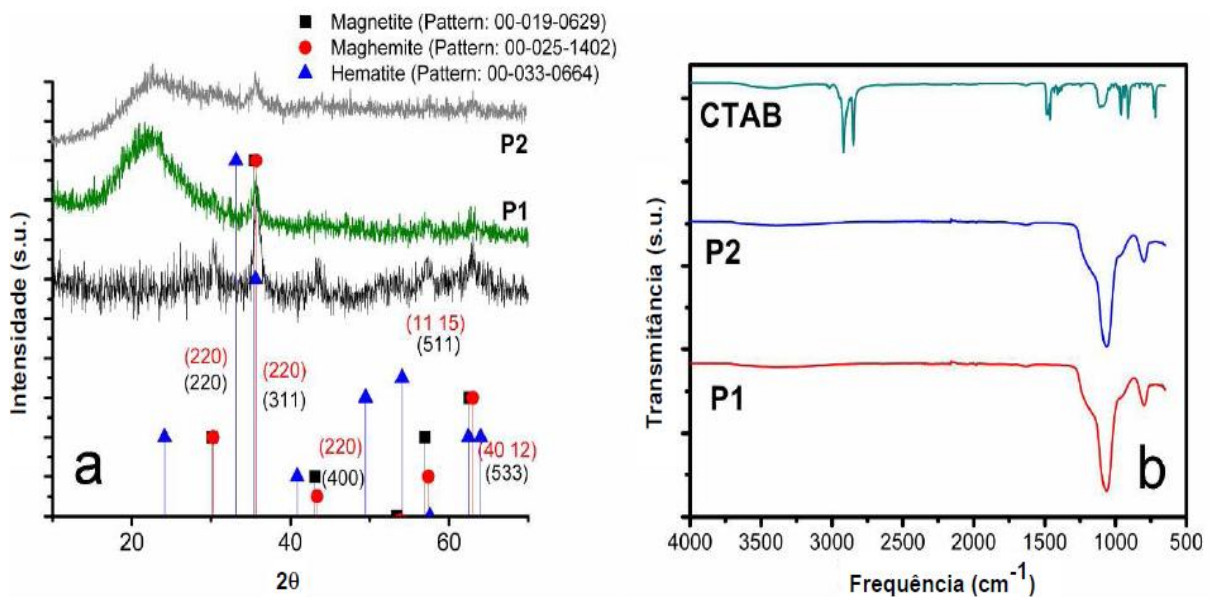 Magnetite (Pattern: 00-019-0629)
Maghemite (Pattern: 00-025-1402)
Hematite (Pattern: 00-033-0664)
P2
P1
(11 15)
(511)
(220)
(220)
(220)
(311)
(220)
(400)
(40 12)
(533)
a
Intensidade (s.u.)
20
40
60
2θ
CTAB
P2
P1
b
Transmitância (s.u.)
4000 3500 3000 2500 2000 1500 1000 500
Frequência (cm⁻¹)